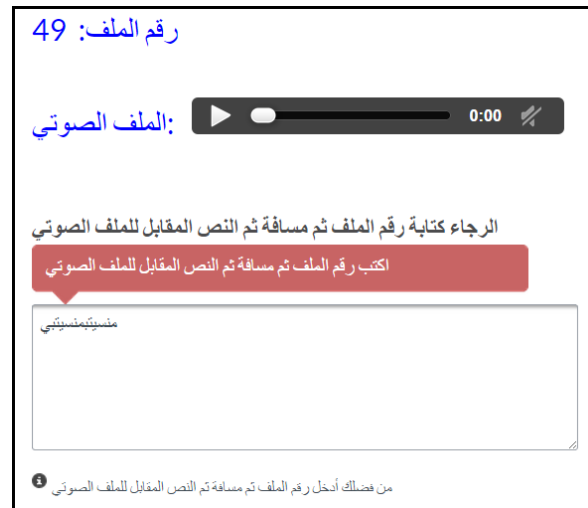 رقم الملف: 49
الملف الصوتي:
0:00
الرجاء كتابة رقم الملف ثم مسافة ثم النص المقابل للملف الصوتي
اكتب رقم الملف ثم مسافة ثم النص المقابل للملف الصوتي
منسيتبمنسيتبي
من فضلك أدخل رقم الملف ثم مسافة ثم النص المقابل للملف الصوتي